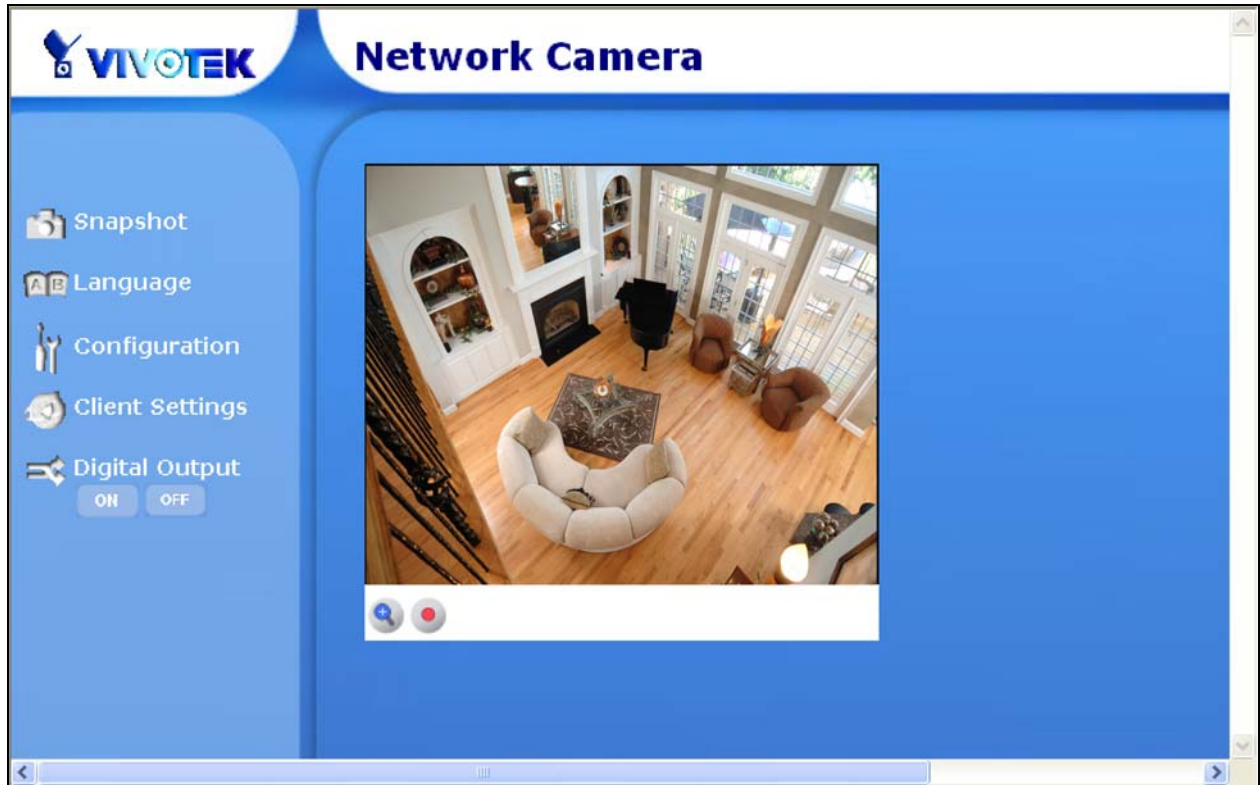 VIVOTEK
Network Camera
Snapshot
A B Language
Configuration
Client Settings
Digital Output
ON OFF